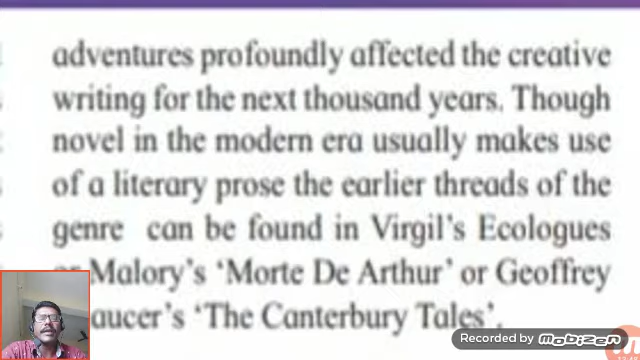 adventures profoundly affected the creative
writing for the next thousand years. Though
novel in the modern era usually makes use
of a literary prose the earlier threads of the
genre can be found in Virgil's Ecologues
Malory's 'Morte De Arthur' or Geoffrey
aucer's 'The Canterbury Tales'.
Recorded by MOBIZEN